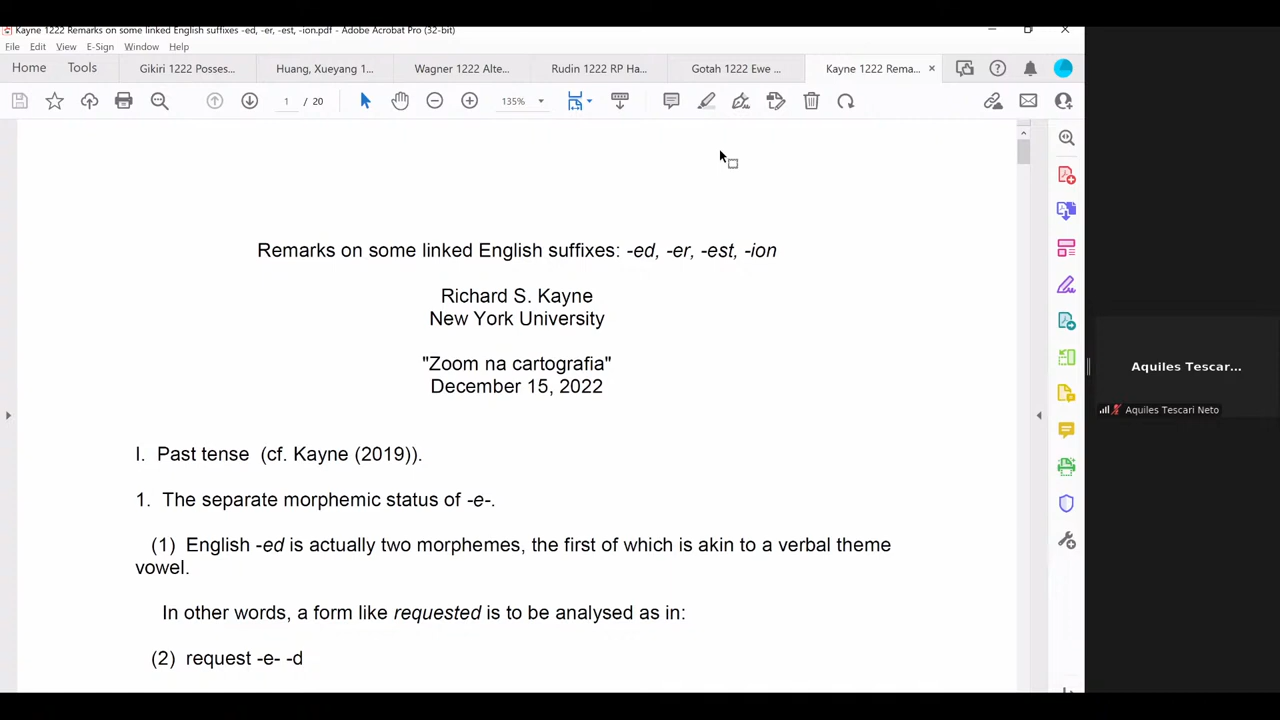 Kayne 1222 Remarks on some linked English suffixes -ed, -er, -est, -ion.pdf - Adobe Acrobat Pro (32-bit)
File Edit View E-Sign Window Help
Home Tools Gikiri 1222 Posses... Huang, Xueyang 1... Wagner 1222 Alte... Rudin 1222 RP Ha... Gotah 1222 Ewe ... Kayne 1222 Rema... ×
1 / 20 135%
Remarks on some linked English suffixes: -ed, -er, -est, -ion
Richard S. Kayne
New York University
"Zoom na cartografia"
December 15, 2022
I. Past tense (cf. Kayne (2019)).
1. The separate morphemic status of -e-.
(1) English -ed is actually two morphemes, the first of which is akin to a verbal theme
vowel.
In other words, a form like requested is to be analysed as in:
(2) request -e- -d
Aquiles Tescar...
Aquiles Tescari Neto